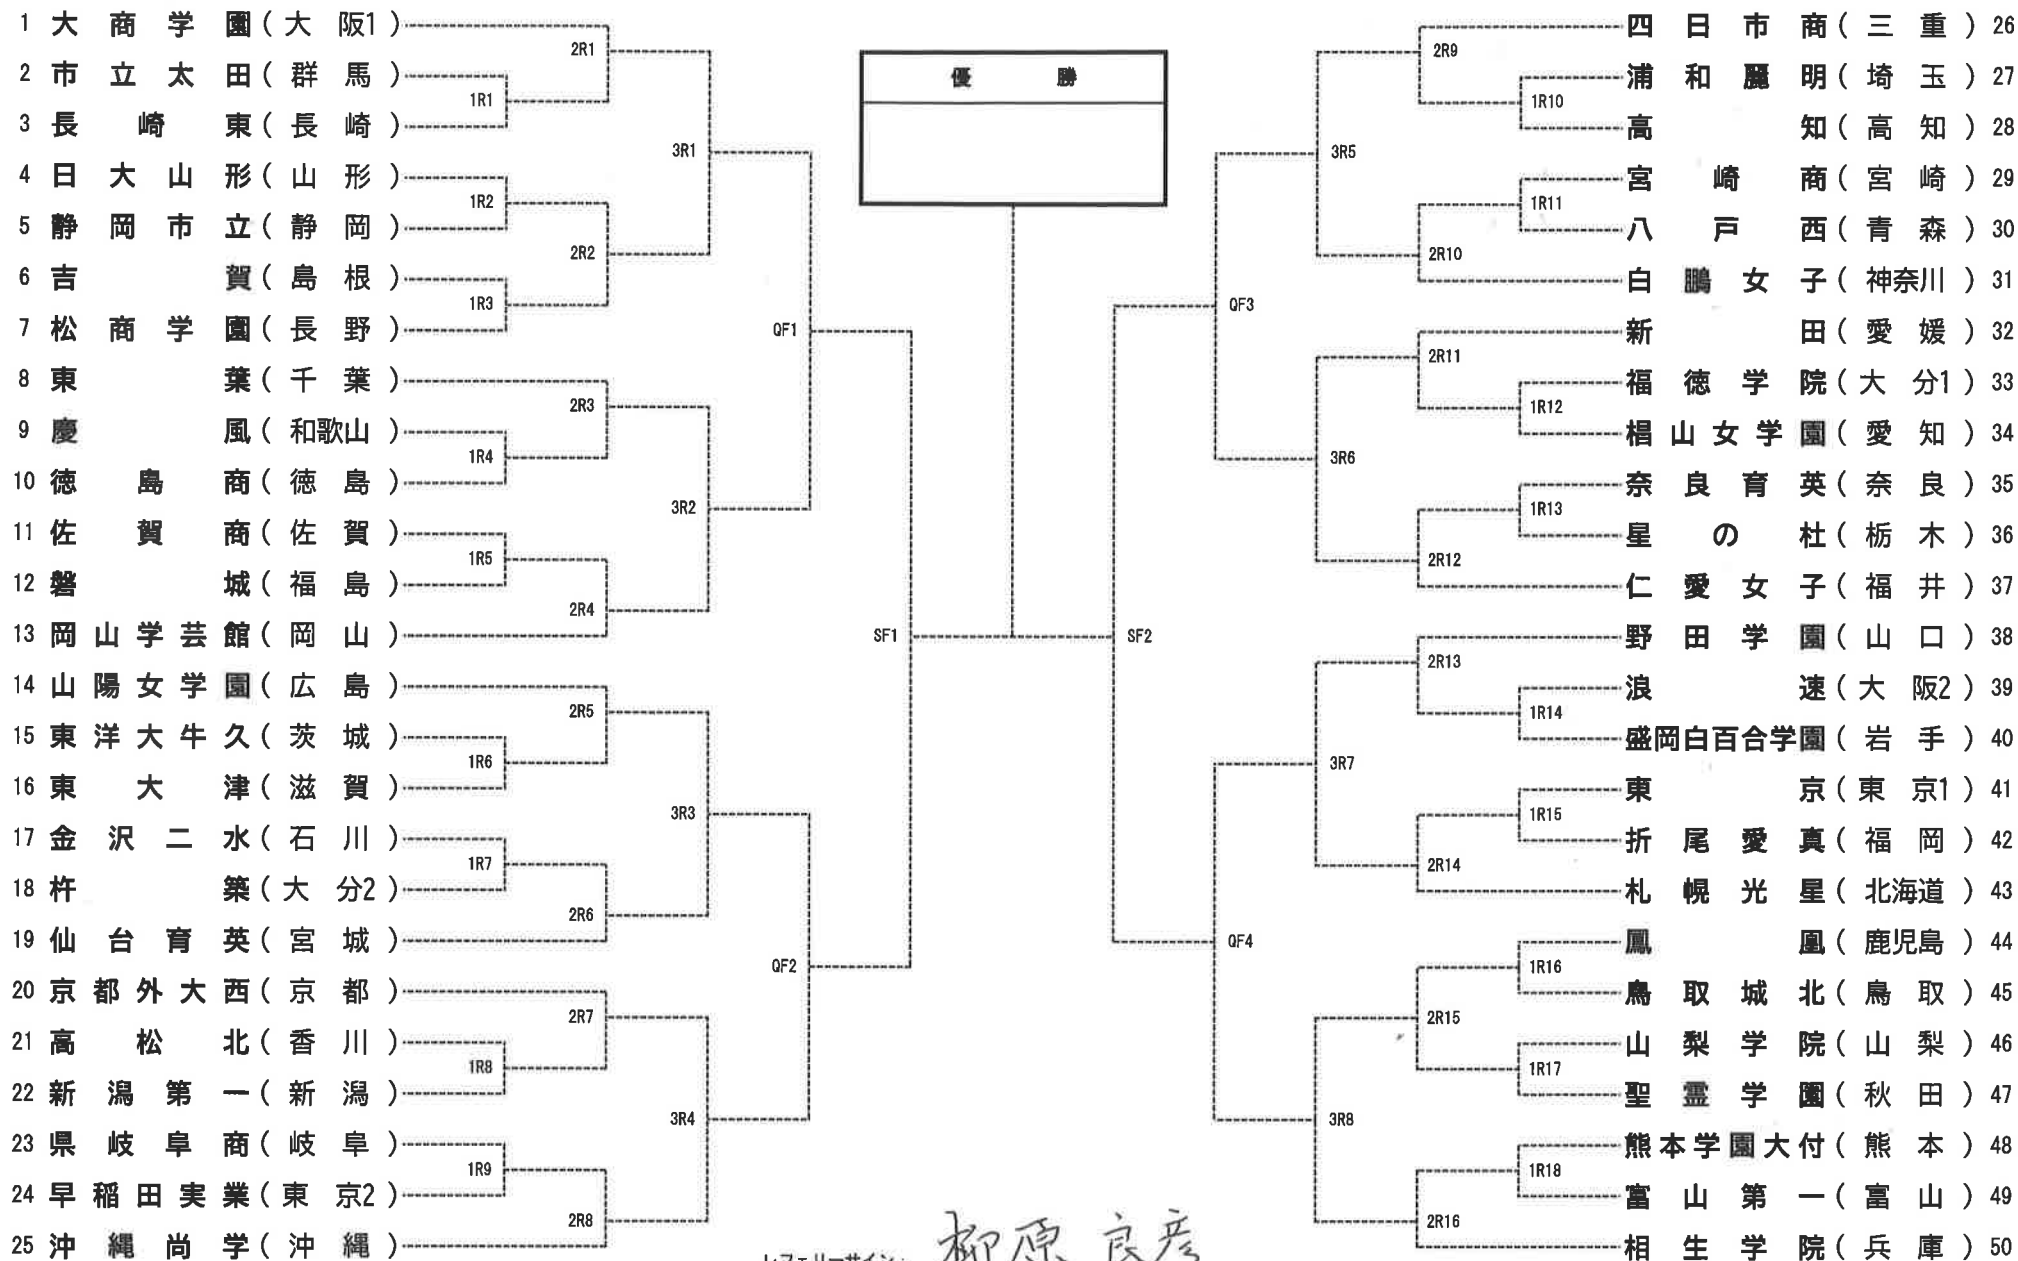 1 大商学園(大阪1)
2 市立太田(群馬)
3 長崎東(長崎)
4 日大山形(山形)
5 静岡市立(静岡)
6 吉賀(島根)
7 松商学園(長野)
8 東葉(千葉)
9 慶風(和歌山)
10 徳島商(徳島)
11 佐賀商(佐賀)
12 磐城(福島)
13 岡山学芸館(岡山)
14 山陽女学園(広島)
15 東洋大牛久(茨城)
16 東大津(滋賀)
17 金沢二水(石川)
18 杵築(大分2)
19 仙台育英(宮城)
20 京都外大西(京都)
21 高松北(香川)
22 新潟第一(新潟)
23 県岐阜商(岐阜)
24 早稲田実業(東京2)
25 沖縄尚学(沖縄)
1R1
1R2
1R3
1R4
1R5
1R6
1R7
1R8
1R9
2R1
2R2
2R3
2R4
2R5
2R6
2R7
2R8
3R1
3R2
3R3
3R4
QF1
QF2
SF1
優勝
SF2
QF3
QF4
3R5
3R6
3R7
3R8
2R9
2R10
2R11
2R12
2R13
2R14
2R15
2R16
1R10
1R11
1R12
1R13
1R14
1R15
1R16
1R17
1R18
四日市商(三重)26
浦和麗明(埼玉)27
高知(高知)28
宮崎商(宮崎)29
八戸西(青森)30
白鵬女子(神奈川)31
新田(愛媛)32
福徳学院(大分1)33
椙山女学園(愛知)34
奈良育英(奈良)35
星の杜(栃木)36
仁愛女子(福井)37
野田学園(山口)38
浪速(大阪2)39
盛岡白百合学園(岩手)40
東京(東京1)41
折尾愛真(福岡)42
札幌光星(北海道)43
鳳凰(鹿児島)44
鳥取城北(鳥取)45
山梨学院(山梨)46
聖霊学園(秋田)47
熊本学園大付(熊本)48
富山第一(富山)49
相生学院(兵庫)50
レフェリーサイン: 柳原良彦